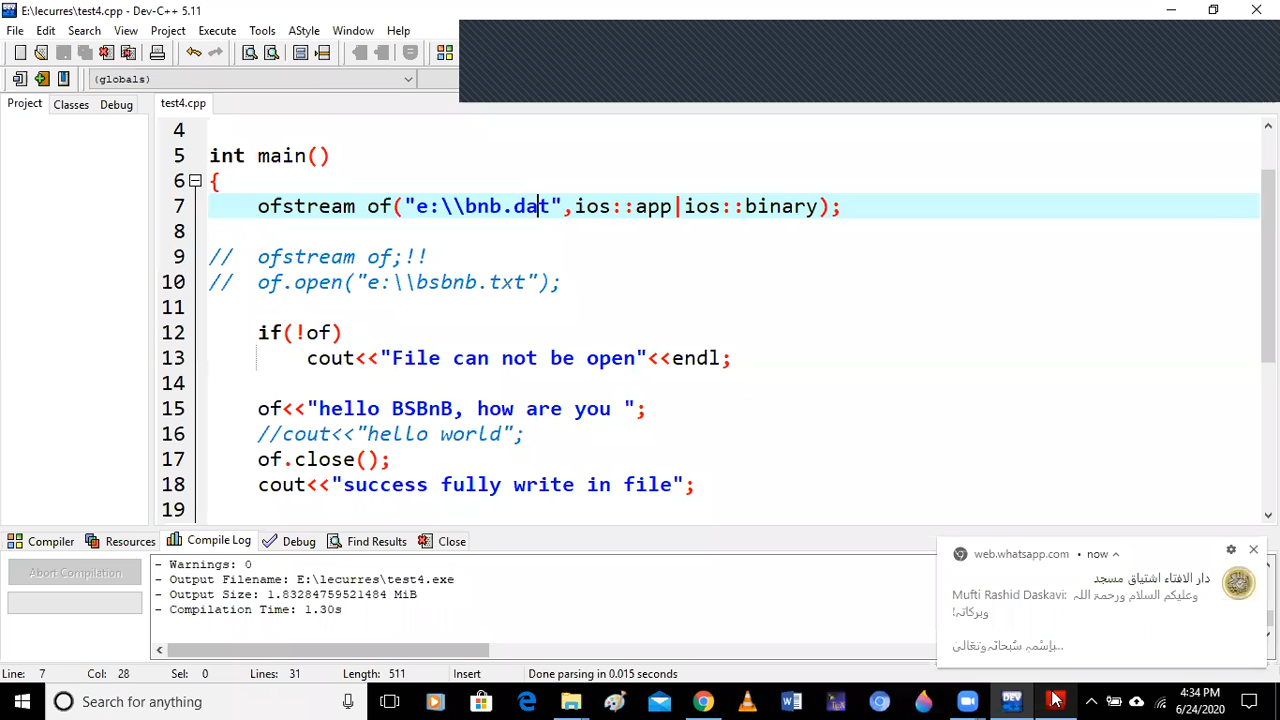 E:\lecurres\test4.cpp - Dev-C++ 5.11
File Edit Search View Project Execute Tools AStyle Window Help
(globals)
Project Classes Debug
test4.cpp
4
5 int main()
6 {
7 ofstream of("e:\\bnb.dat",ios::app|ios::binary);
8
9 // ofstream of;!!
10 // of.open("e:\\bsbnb.txt");
11
12 if(!of)
13 cout<<"File can not be open"<<endl;
14
15 of<<"hello BSBnB, how are you ";
16 //cout<<"hello world";
17 of.close();
18 cout<<"success fully write in file";
19
Compiler Resources Compile Log Debug Find Results Close
Abort Compilation
- Warnings: 0
- Output Filename: E:\lecurres\test4.exe
- Output Size: 1.83284759521484 MiB
- Compilation Time: 1.30s
web.whatsapp.com • now
دار الافتاء اشتیاق مسجد
Mufti Rashid Daskavi: وعلیکم السلام ورحمۃ اللہ
وبرکاتہ!
بِاِسْمِہٖ سُبحانَہ وتعَالیٰ...
Line: 7 Col: 28 Sel: 0 Lines: 31 Length: 511 Insert Done parsing in 0.015 seconds
Search for anything
DEV
4:34 PM
6/24/2020